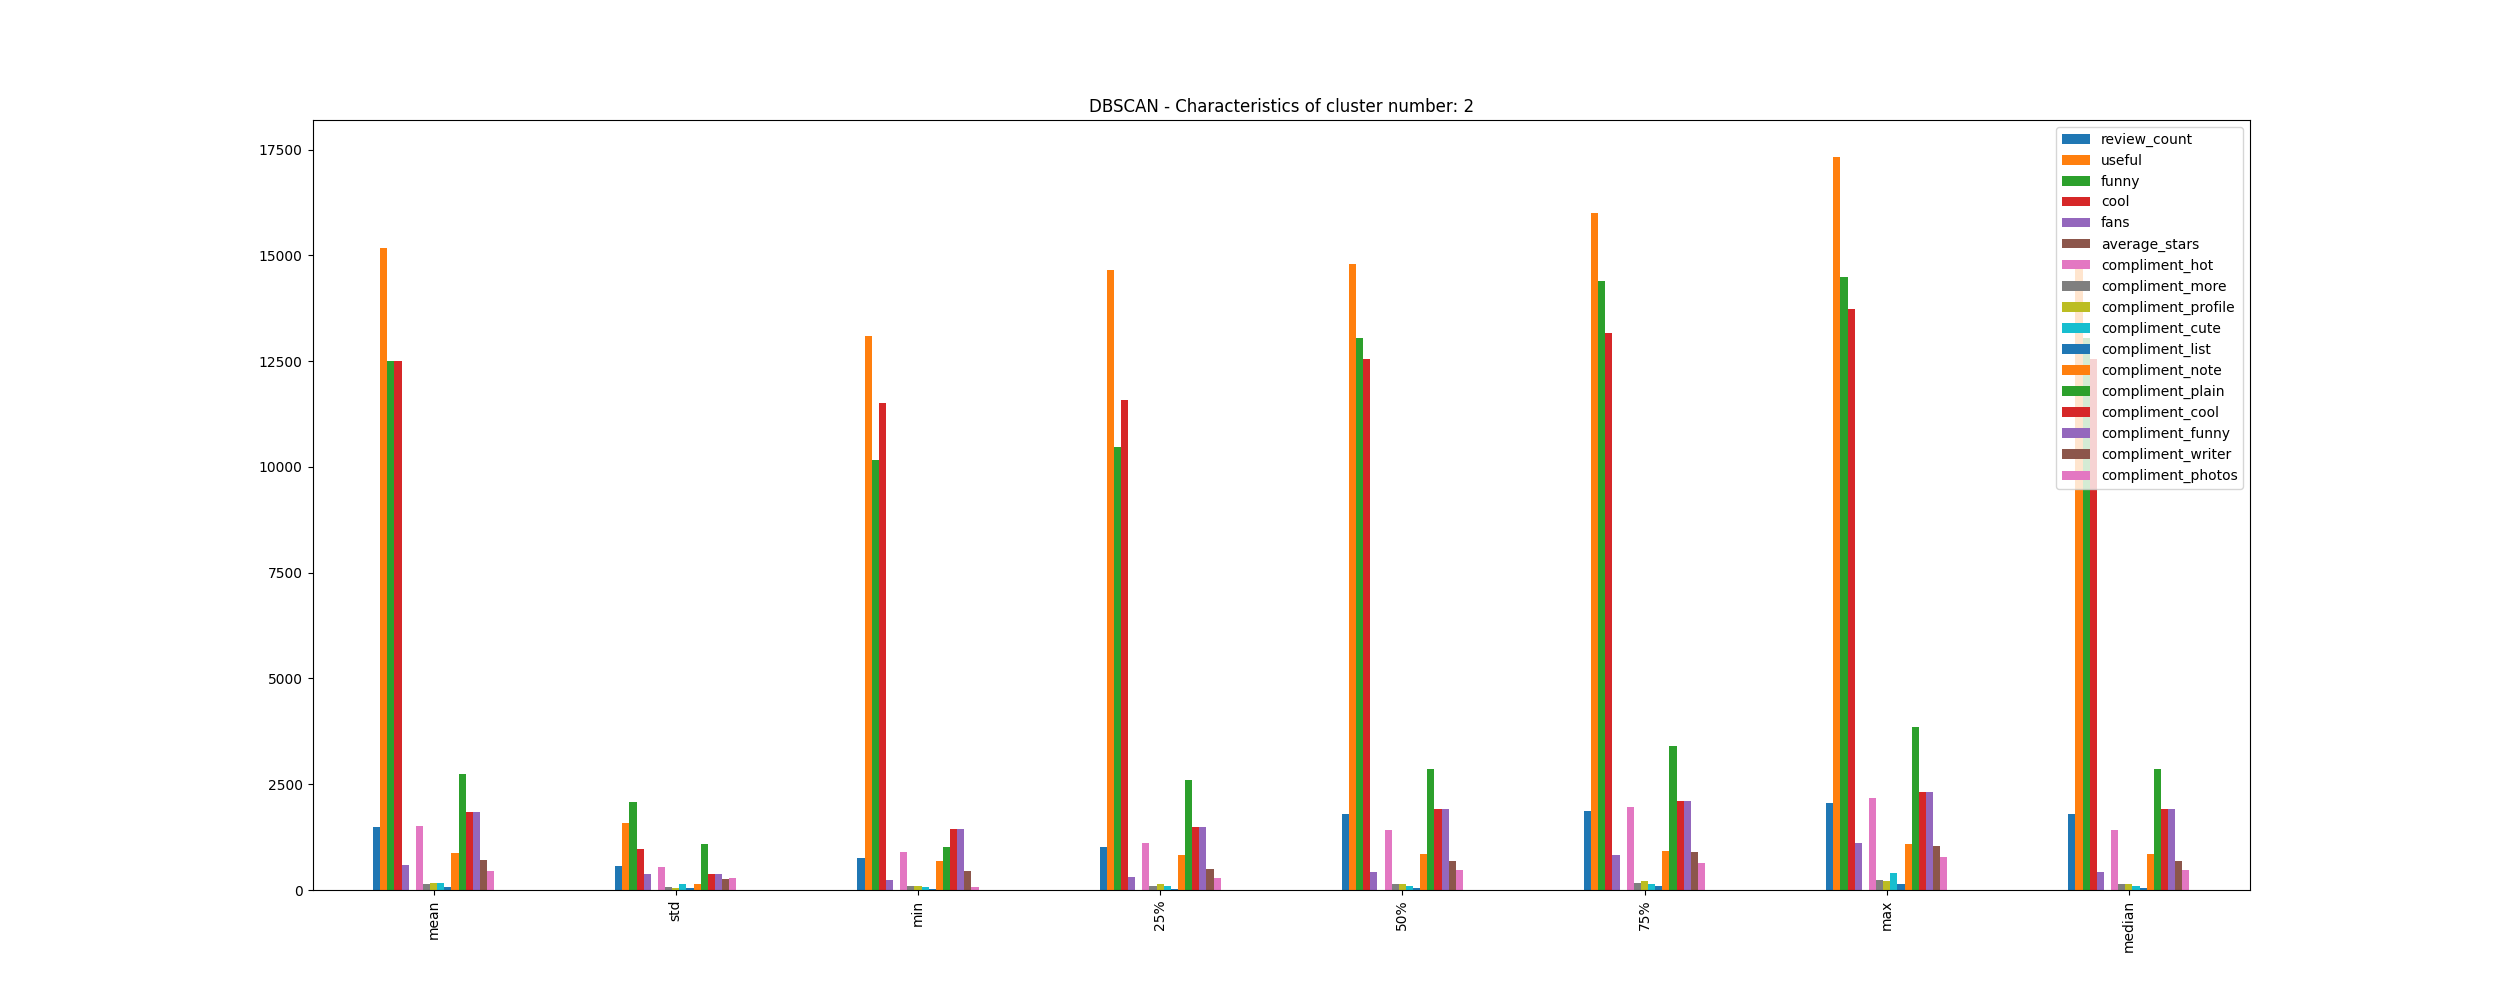 DBSCAN - Characteristics of cluster number: 2
17500
15000
12500
10000
7500
5000
2500
0
review_count
useful
funny
cool
fans
average_stars
compliment_hot
compliment_more
compliment_profile
compliment_cute
compliment_list
compliment_note
compliment_plain
compliment_cool
compliment_funny
compliment_writer
compliment_photos
mean
std
min
25%
50%
75%
max
median